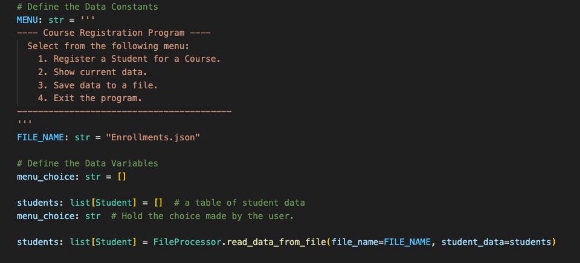 # Define the Data Constants
MENU: str = '''
---- Course Registration Program ----
  Select from the following menu:
    1. Register a Student for a Course.
    2. Show current data.
    3. Save data to a file.
    4. Exit the program.
-----------------------------------------
'''
FILE_NAME: str = "Enrollments.json"

# Define the Data Variables
menu_choice: str = []

students: list[Student] = []  # a table of student data
menu_choice: str  # Hold the choice made by the user.

students: list[Student] = FileProcessor.read_data_from_file(file_name=FILE_NAME, student_data=students)